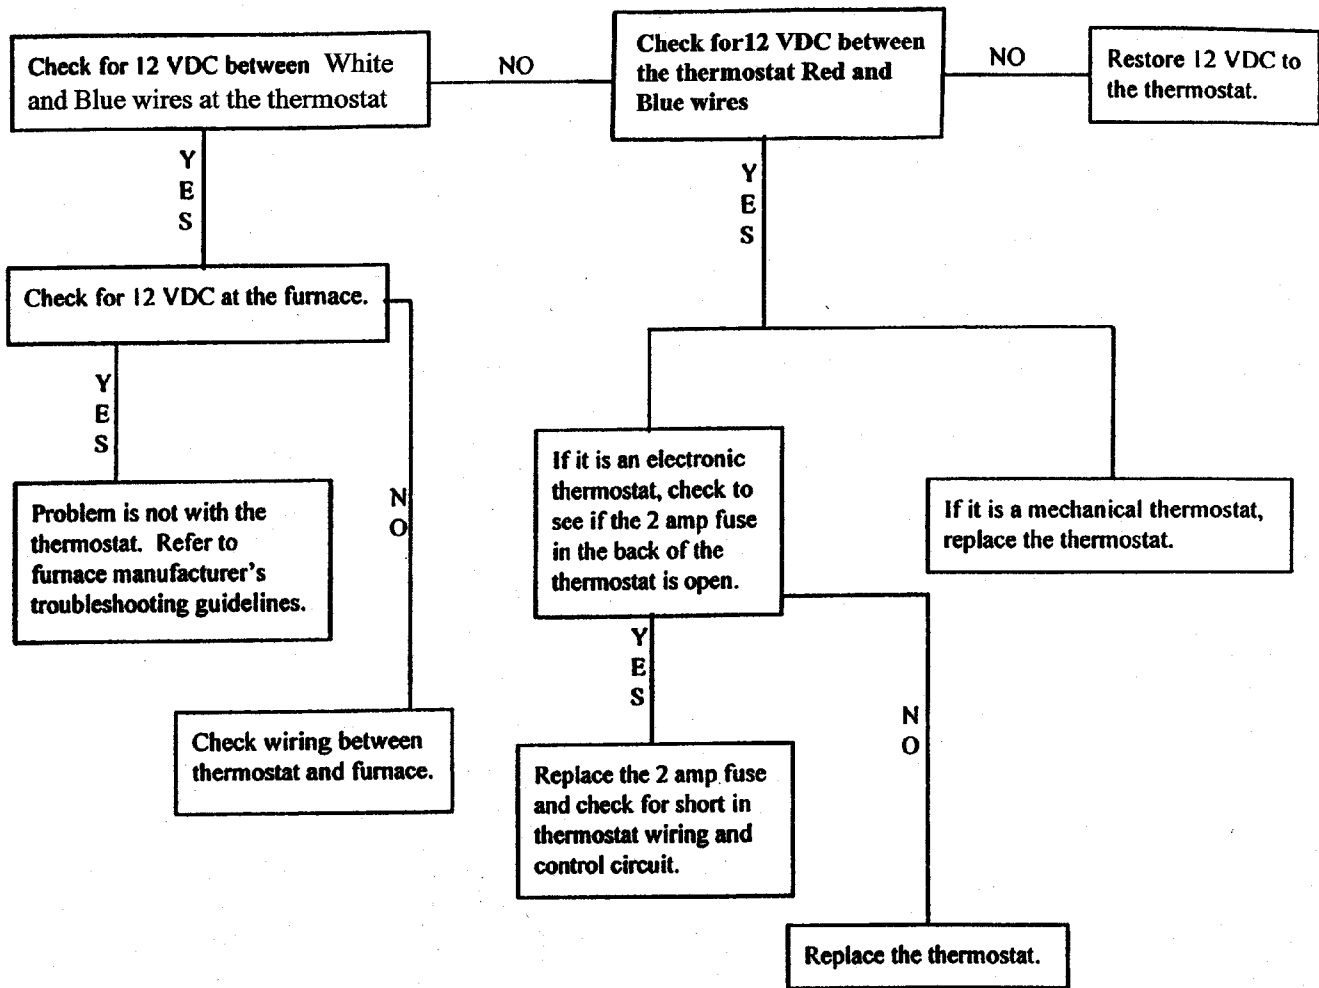 Check for 12 VDC between White
and Blue wires at the thermostat
NO
Check for12 VDC between
the thermostat Red and
Blue wires
NO
Restore 12 VDC to
the thermostat.
YES
YES
Check for 12 VDC at the furnace.
YES
NO
Problem is not with the
thermostat. Refer to
furnace manufacturer's
troubleshooting guidelines.
If it is an electronic
thermostat, check to
see if the 2 amp fuse
in the back of the
thermostat is open.
If it is a mechanical thermostat,
replace the thermostat.
YES
NO
Check wiring between
thermostat and furnace.
Replace the 2 amp fuse
and check for short in
thermostat wiring and
control circuit.
Replace the thermostat.